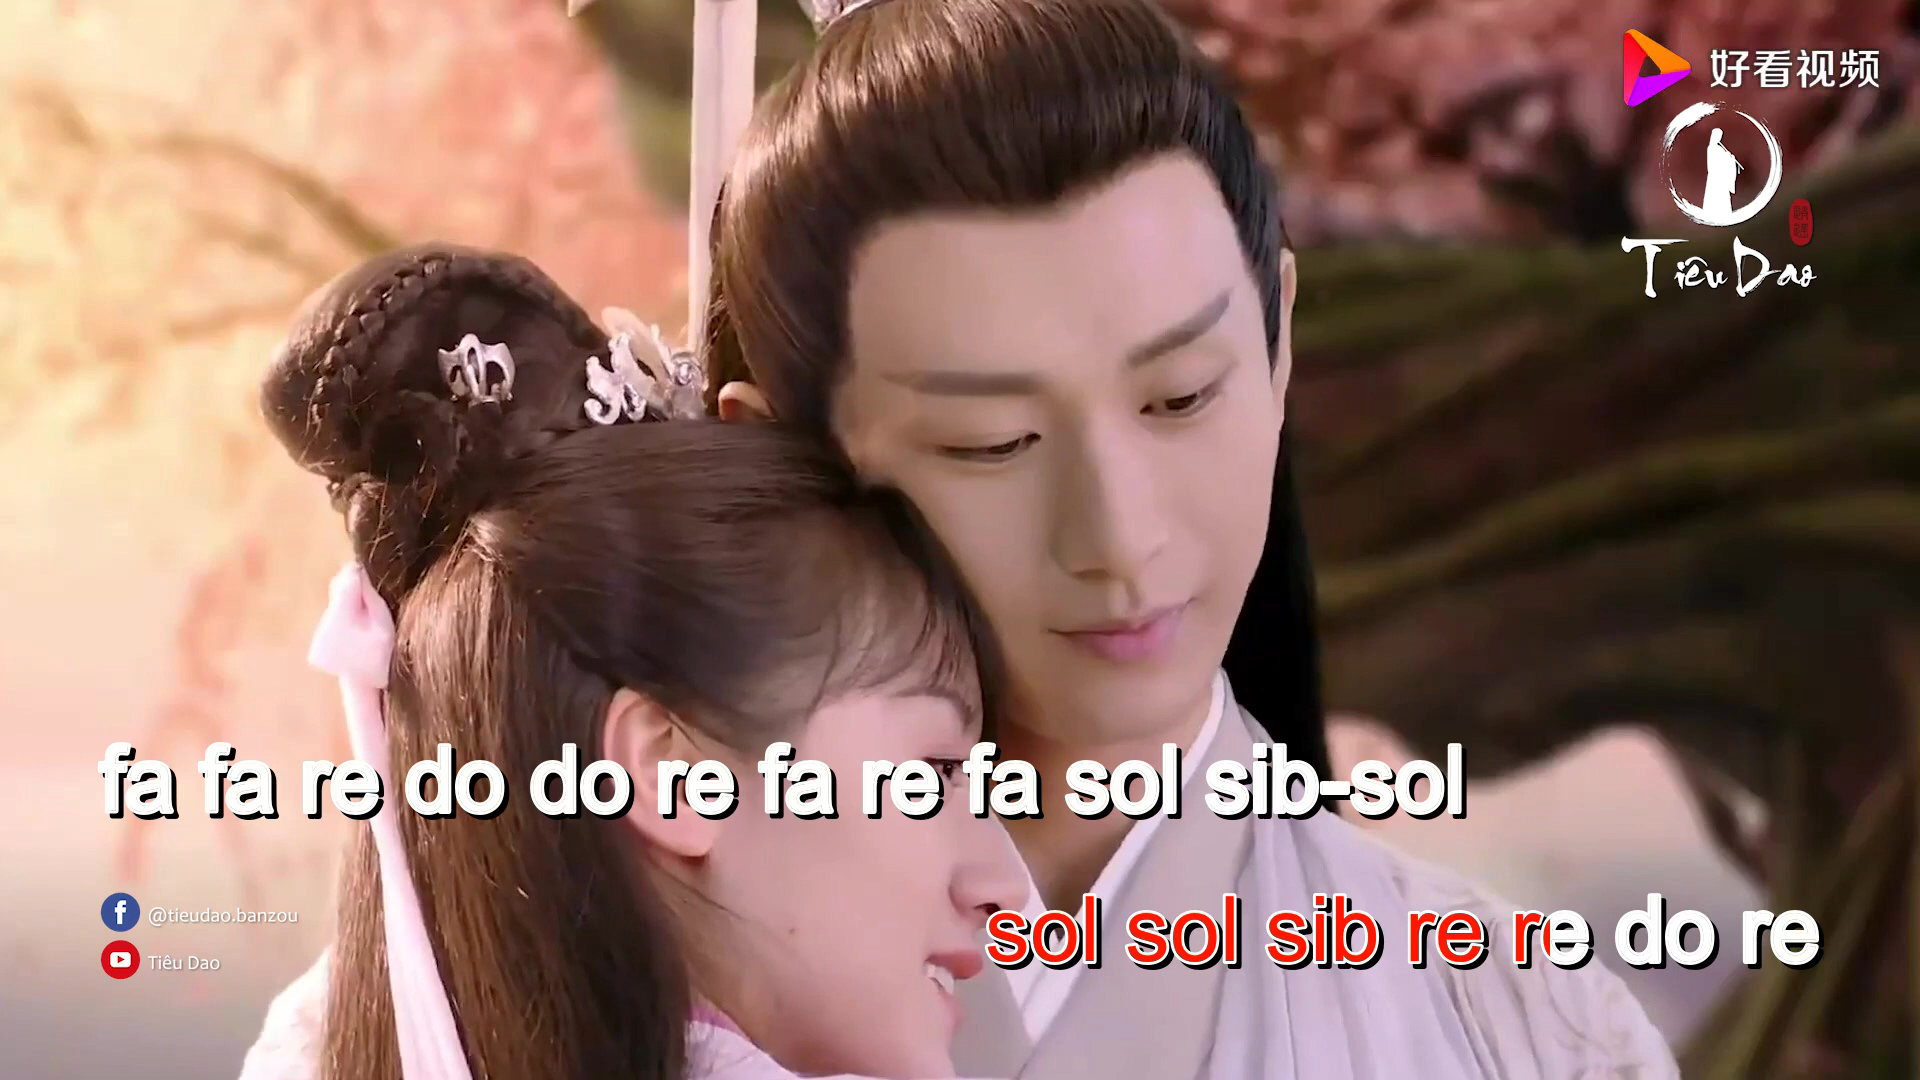 好看视频
Tiêu Dao
fa fa re do do re fa re fa sol sib-sol
@tieudao.banzou
sol sol sib re re do re
Tiêu Dao